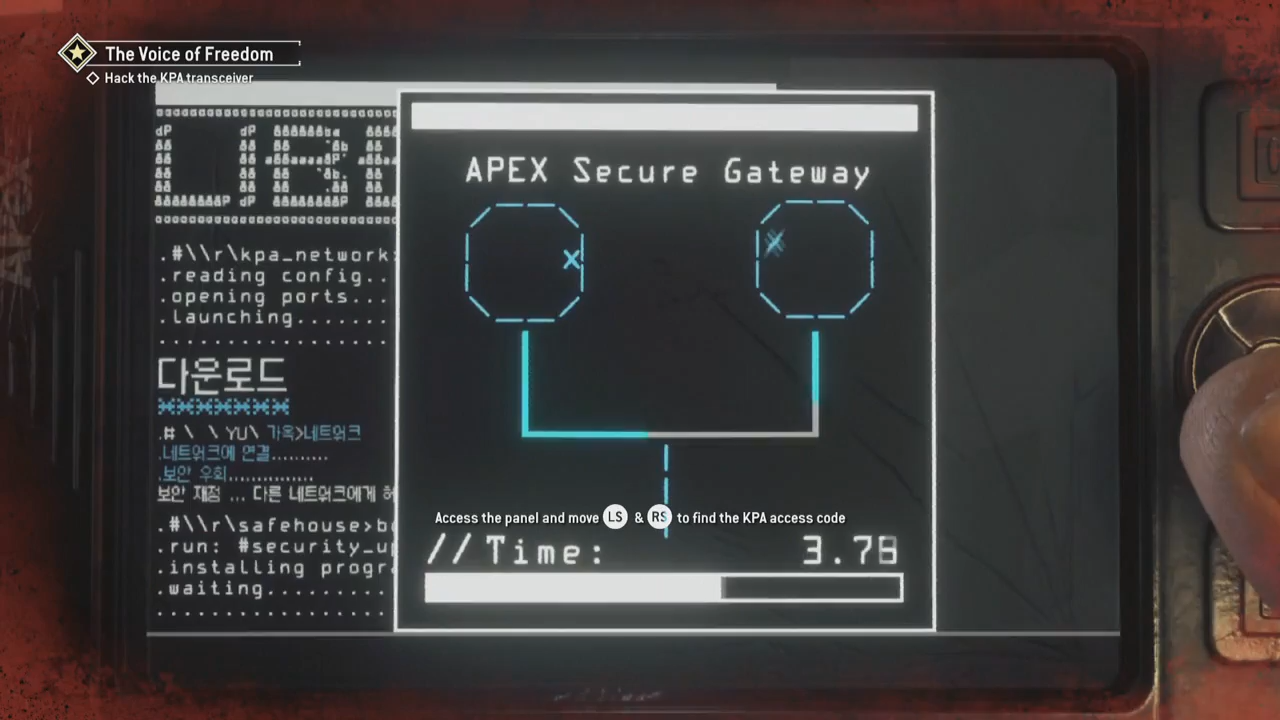 The Voice of Freedom
Hack the KPA transceiver
APEX Secure Gateway
.#\\r\kpa_network:
.reading config..
.opening ports...
.launching.......
다운로드
.# \ \ YU\ 가옥>네트워크
.네트워크에 연결..........
.보안 우회...............
보안 재점 ... 다른 네트워크에게 허
.#\\r\safehouse>b
.run: #security_u
.installing progr
.waiting.........
Access the panel and move LS & RS to find the KPA access code
// Time: 3.78